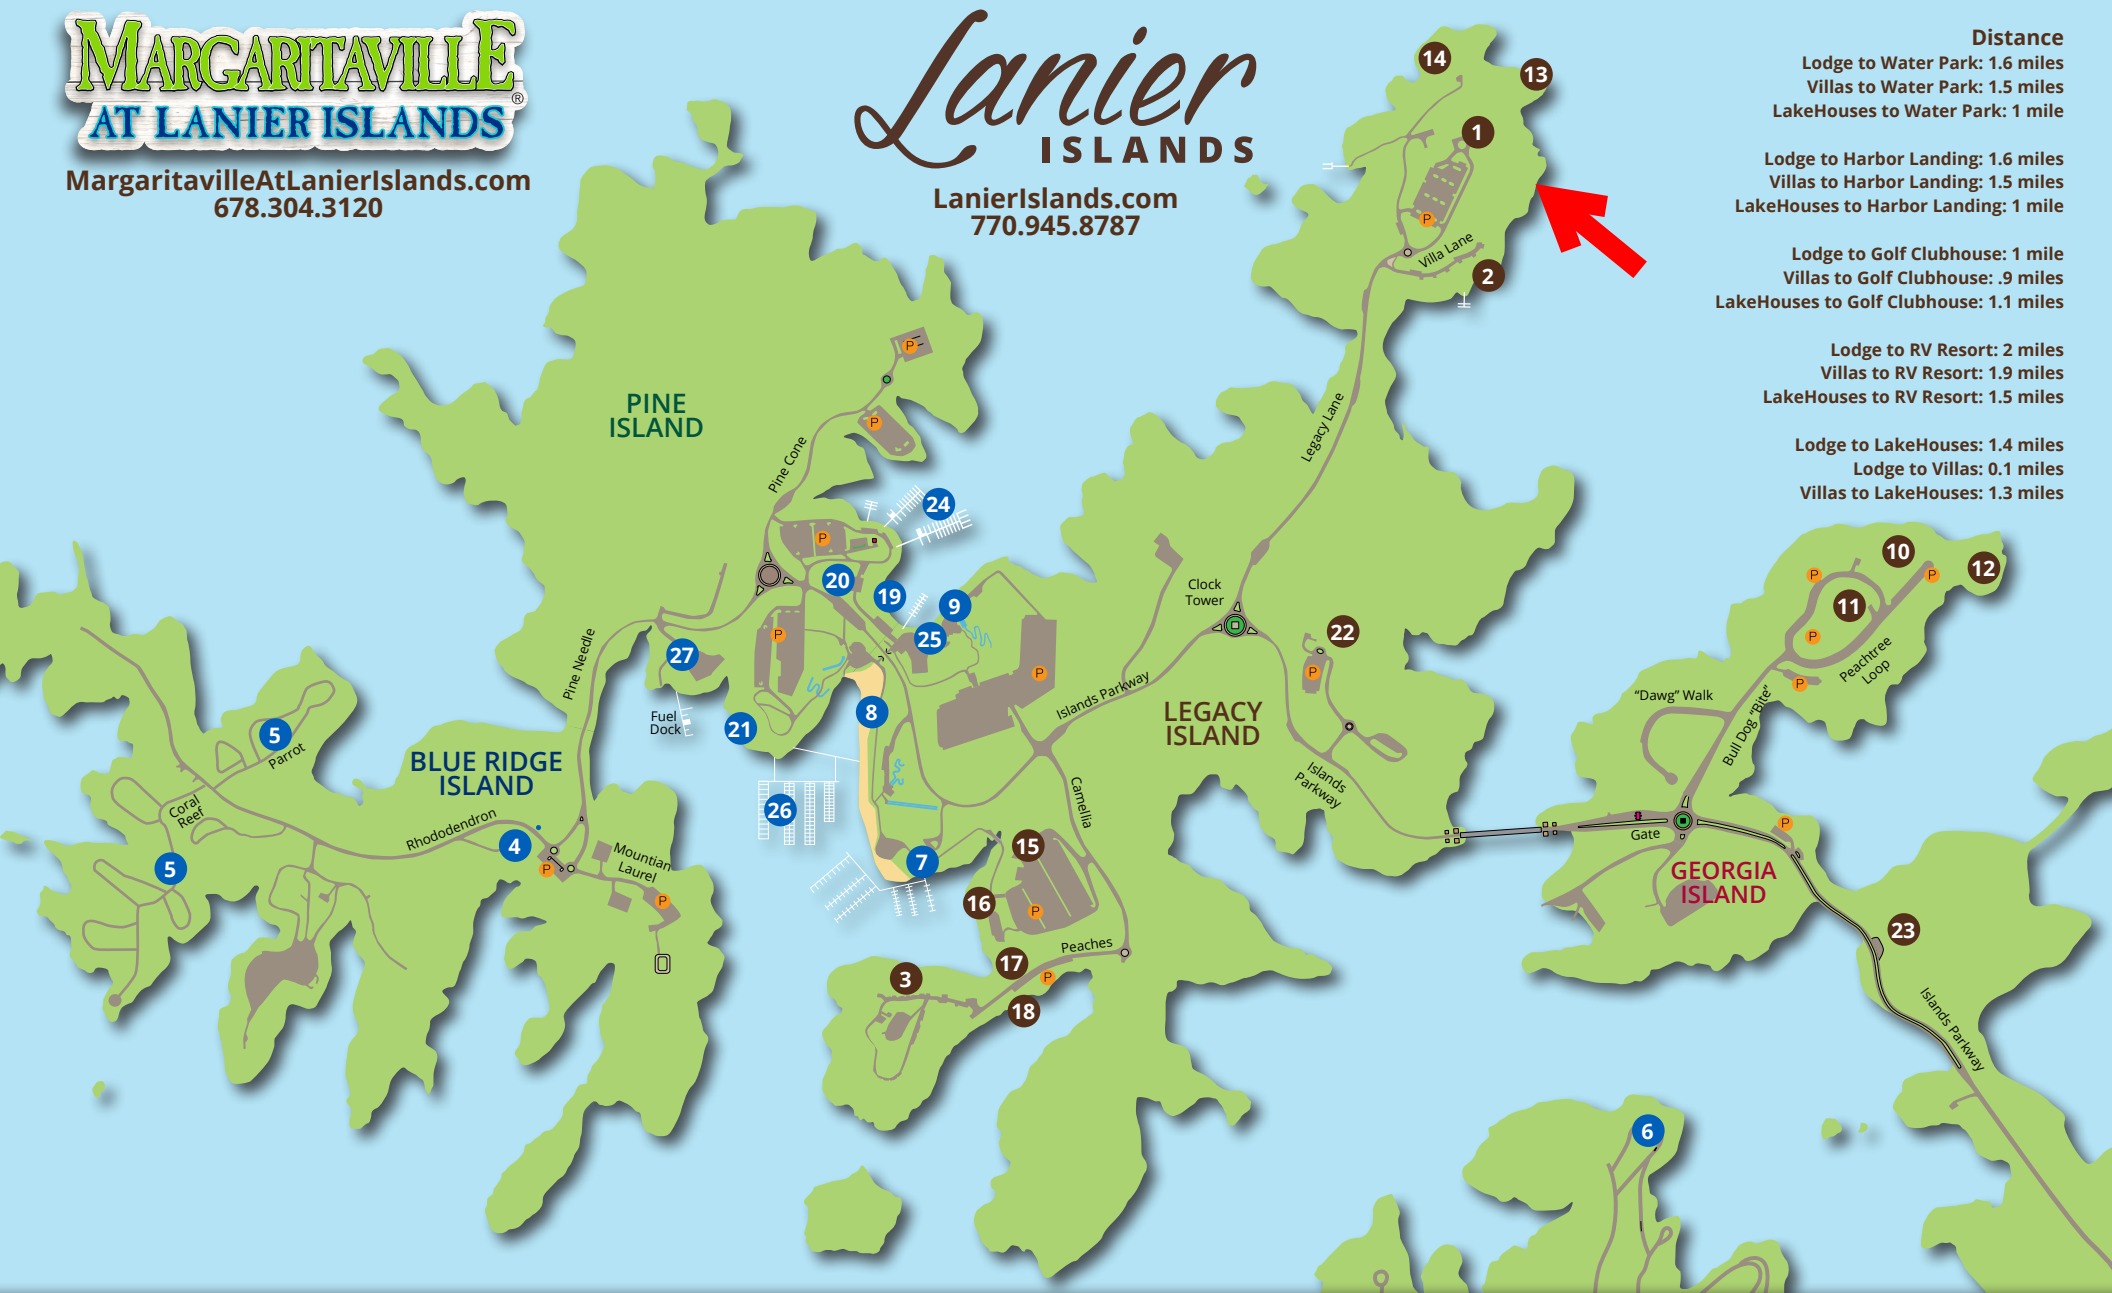 MARGARITAVILLE®
AT LANIER ISLANDS
MargaritavilleAtLanierIslands.com
678.304.3120
Lanier
ISLANDS
LanierIslands.com
770.945.8787
Distance
Lodge to Water Park: 1.6 miles
Villas to Water Park: 1.5 miles
LakeHouses to Water Park: 1 mile
Lodge to Harbor Landing: 1.6 miles
Villas to Harbor Landing: 1.5 miles
LakeHouses to Harbor Landing: 1 mile
Lodge to Golf Clubhouse: 1 mile
Villas to Golf Clubhouse: .9 miles
LakeHouses to Golf Clubhouse: 1.1 miles
Lodge to RV Resort: 2 miles
Villas to RV Resort: 1.9 miles
LakeHouses to RV Resort: 1.5 miles
Lodge to LakeHouses: 1.4 miles
Lodge to Villas: 0.1 miles
Villas to LakeHouses: 1.3 miles
14
13
1
P
Villa Lane
2
Legacy Lane
PINE
ISLAND
P
P
Pine Cone
24
P
20
19
9
25
P
27
Pine Needle
Fuel
Dock
21
8
26
P
7
Islands Parkway
Clock
Tower
22
P
LEGACY
ISLAND
Islands
Parkway
Camellia
15
16
P
17
Peaches
P
18
3
5
Parrot
Coral
Reef
5
BLUE RIDGE
ISLAND
Rhododendron
4
P
Mountian
Laurel
P
10
12
P
P
11
P
Peachtree
Loop
P
"Dawg" Walk
Bull Dog "Bite"
Gate
P
GEORGIA
ISLAND
23
Islands Parkway
6